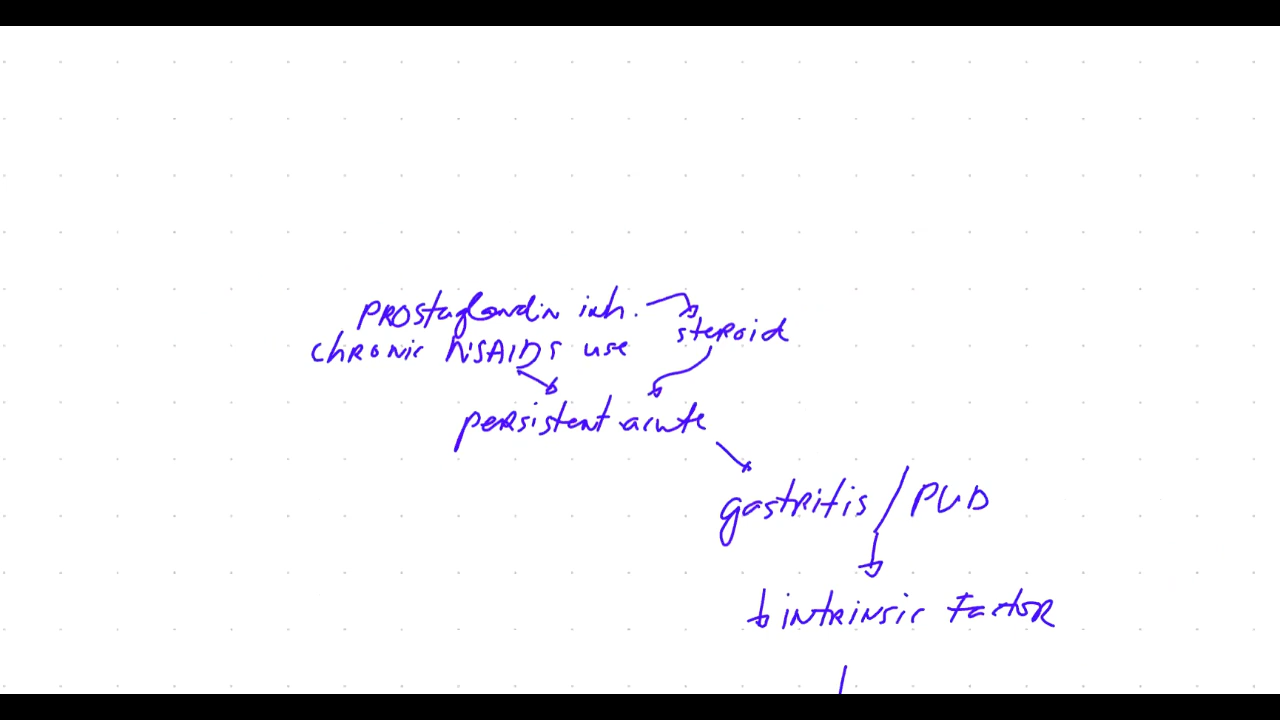 PROstaglandin inh.
steroid
chronic NSAIDS use
persistent acute
gastritis / PUD
↓ intrinsic Factor